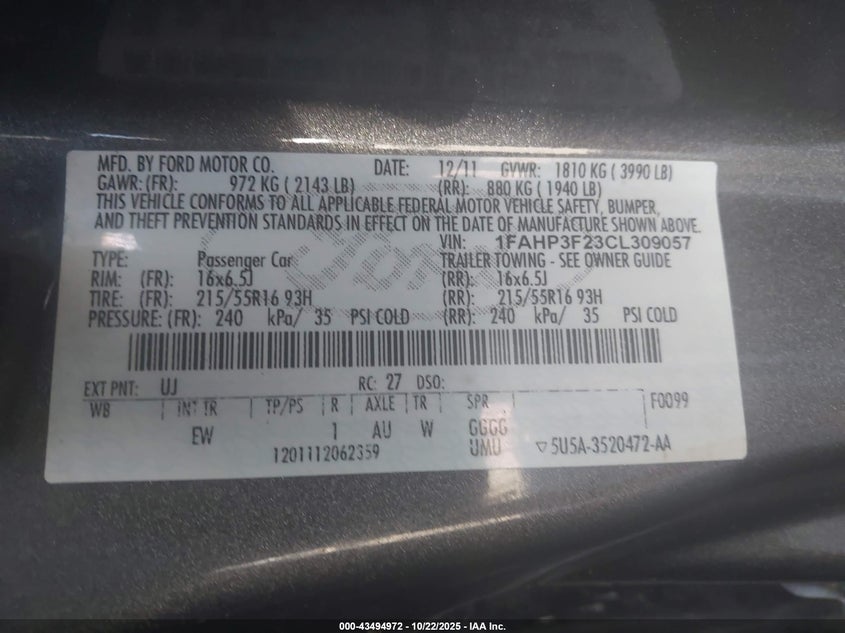 MFD. BY FORD MOTOR CO. DATE: 12/11 GVWR: 1810 KG ( 3990 LB)
GAWR: (FR): 972 KG ( 2143 LB) (RR): 880 KG ( 1940 LB)
THIS VEHICLE CONFORMS TO ALL APPLICABLE FEDERAL MOTOR VEHICLE SAFETY, BUMPER,
AND THEFT PREVENTION STANDARDS IN EFFECT ON THE DATE OF MANUFACTURE SHOWN ABOVE.
VIN: 1FAHP3F23CL309057
TYPE: Passenger Car TRAILER TOWING - SEE OWNER GUIDE
RIM: (FR): 16x6.5J (RR): 16x6.5J
TIRE: (FR): 215/55R16 93H (RR): 215/55R16 93H
PRESSURE: (FR): 240 kPa/ 35 PSI COLD (RR): 240 kPa/ 35 PSI COLD
EXT PNT: UJ RC: 27 DSO:
WB INT TR TP/PS R AXLE TR SPR F0099
EW 1 AU W GGGG
1201112062359 UMU ▽ 5U5A-3520472-AA
000-43494972 - 10/22/2025 - IAA Inc.